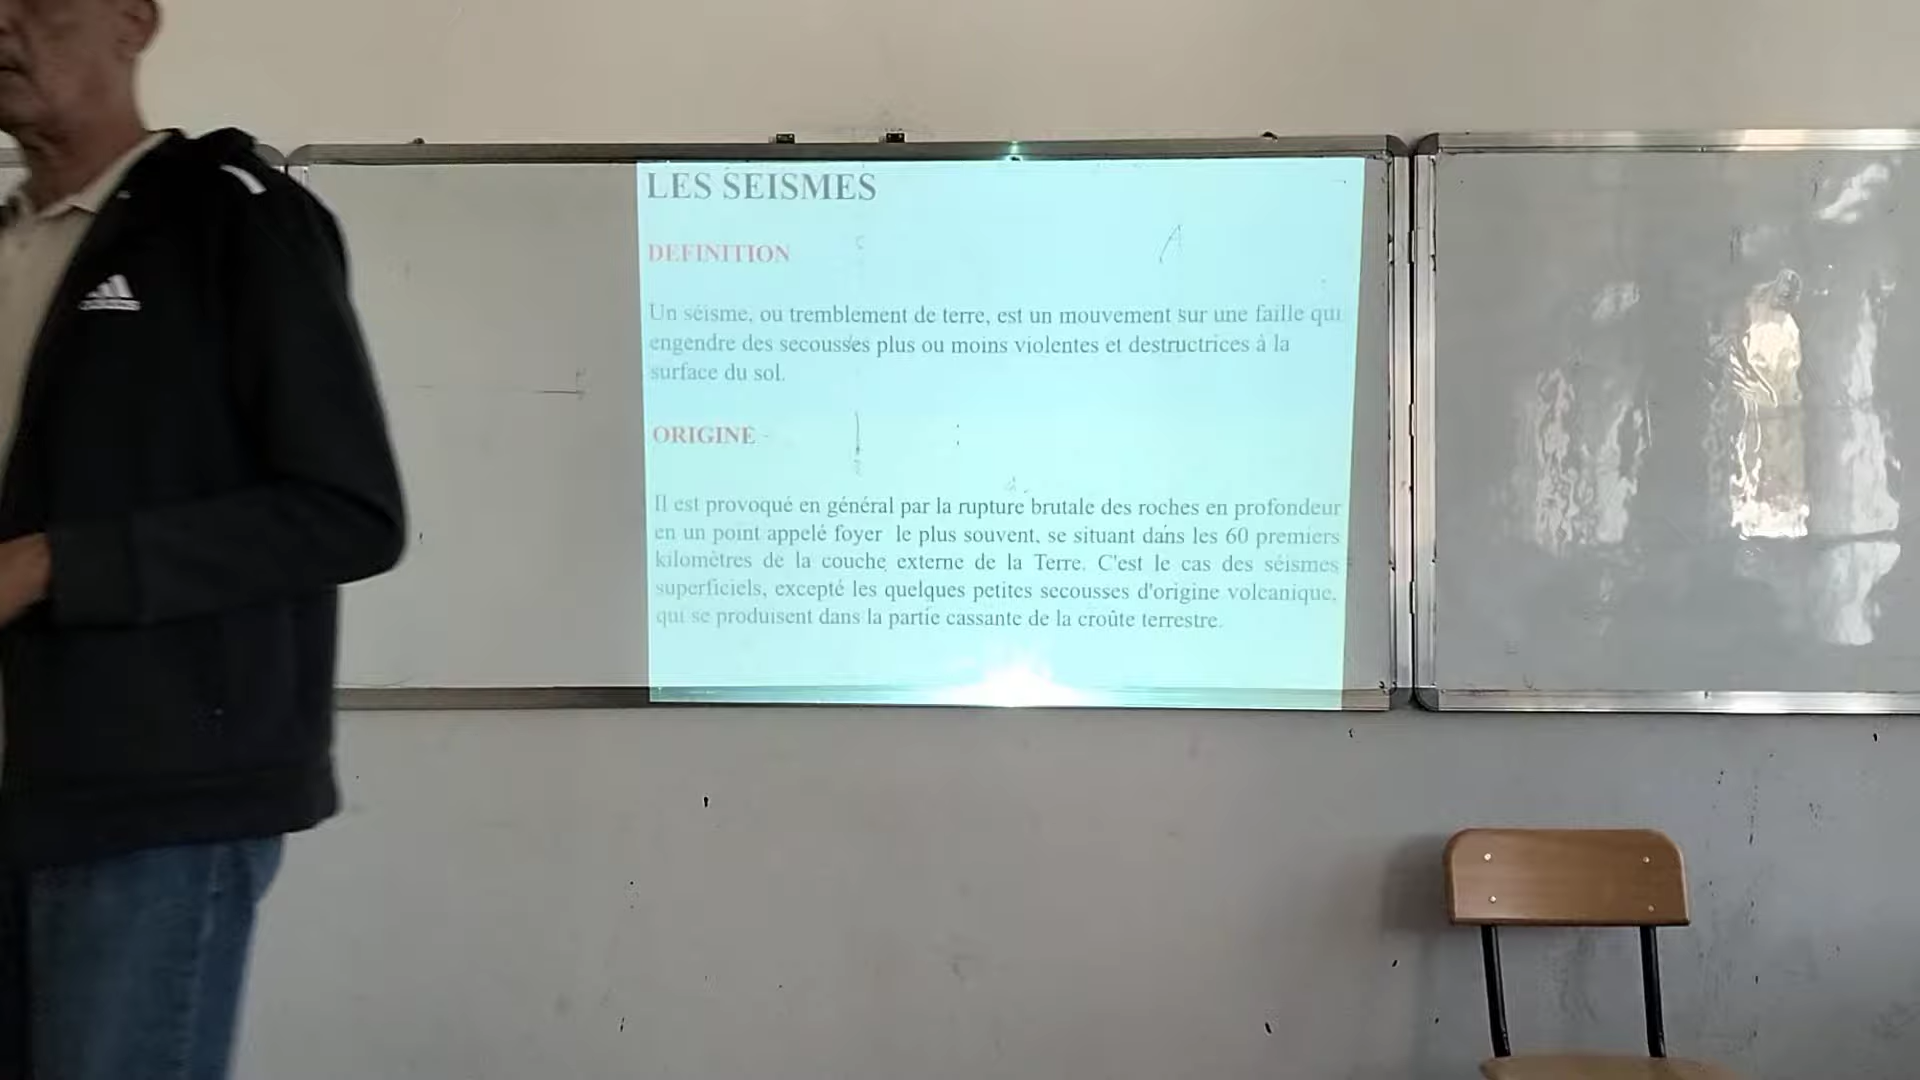 LES SEISMES
DEFINITION
Un séisme, ou tremblement de terre, est un mouvement sur une faille qui
engendre des secousses plus ou moins violentes et destructrices à la
surface du sol.
ORIGINE
Il est provoqué en général par la rupture brutale des roches en profondeur
en un point appelé foyer le plus souvent, se situant dans les 60 premiers
kilomètres de la couche externe de la Terre. C'est le cas des séismes
superficiels, excepté les quelques petites secousses d'origine volcanique,
qui se produisent dans la partie cassante de la croûte terrestre.
adidas